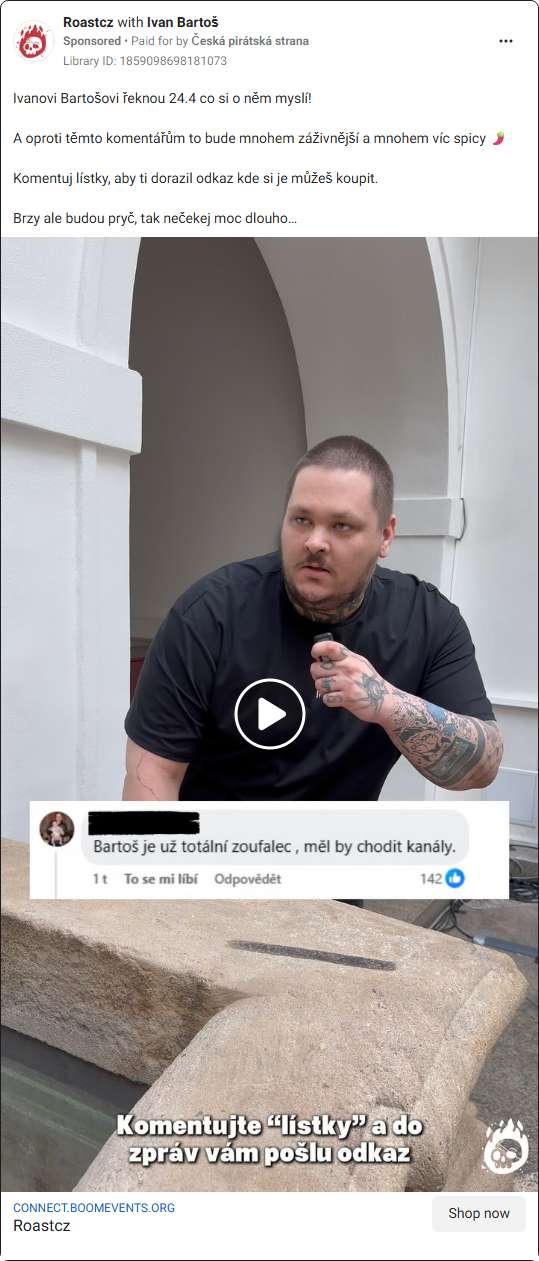 Roastcz with Ivan Bartoš
Sponsored • Paid for by Česká pirátská strana
Library ID: 1859098698181073
Ivanovi Bartošovi řeknou 24.4 co si o něm myslí!
A oproti těmto komentářům to bude mnohem záživnější a mnohem víc spicy 🌶️
Komentuj lístky, aby ti dorazil odkaz kde si je můžeš koupit.
Brzy ale budou pryč, tak nečekej moc dlouho…
Bartoš je už totální zoufalec , měl by chodit kanály.
1 t To se mi líbí Odpovědět 142
Komentujte “lístky” a do
zpráv vám pošlu odkaz
CONNECT.BOOMEVENTS.ORG
Roastcz
Shop now